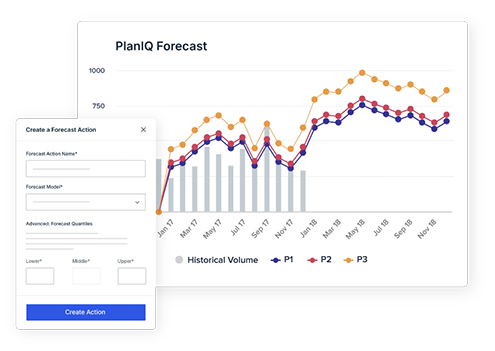 PlanIQ Forecast
1000
750
Jan 17
Mar 17
May 17
Jul 17
Sep 17
Nov 17
Jan 18
Mar 18
May 18
Jul 18
Sep 18
Nov 18
Historical Volume
P1
P2
P3
Create a Forecast Action
Forecast Action Name*
Forecast Model*
Advanced: Forecast Quantiles
Lower* Middle* Upper*
Create Action